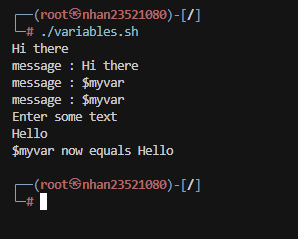 ┌──(root㉿nhan23521080)-[/]
└─# ./variables.sh
Hi there
message : Hi there
message : $myvar
message : $myvar
Enter some text
Hello
$myvar now equals Hello
┌──(root㉿nhan23521080)-[/]
└─#